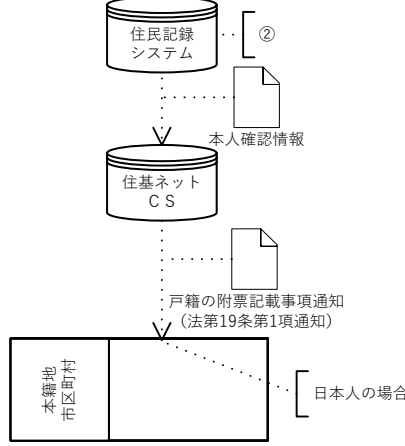 住民記録
システム
②
本人確認情報
住基ネット
ＣＳ
戸籍の附票記載事項通知
（法第19条第1項通知）
本籍地
市区町村
日本人の場合